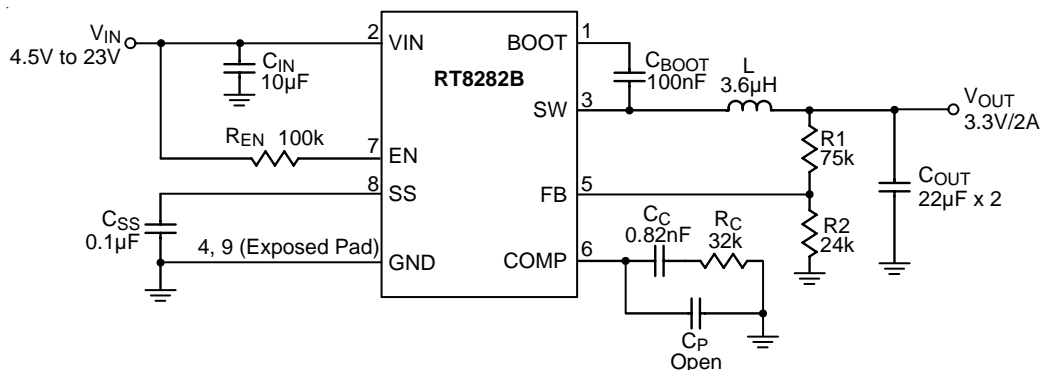 VIN
4.5V to 23V
CIN
10µF
REN 100k
CSS
0.1µF
4, 9 (Exposed Pad)
2
7
8
VIN
EN
SS
GND
RT8282B
BOOT
SW
FB
COMP
1
3
5
6
CBOOT
100nF
L
3.6µH
VOUT
3.3V/2A
R1
75k
COUT
22µF x 2
R2
24k
CC
0.82nF
RC
32k
CP
Open